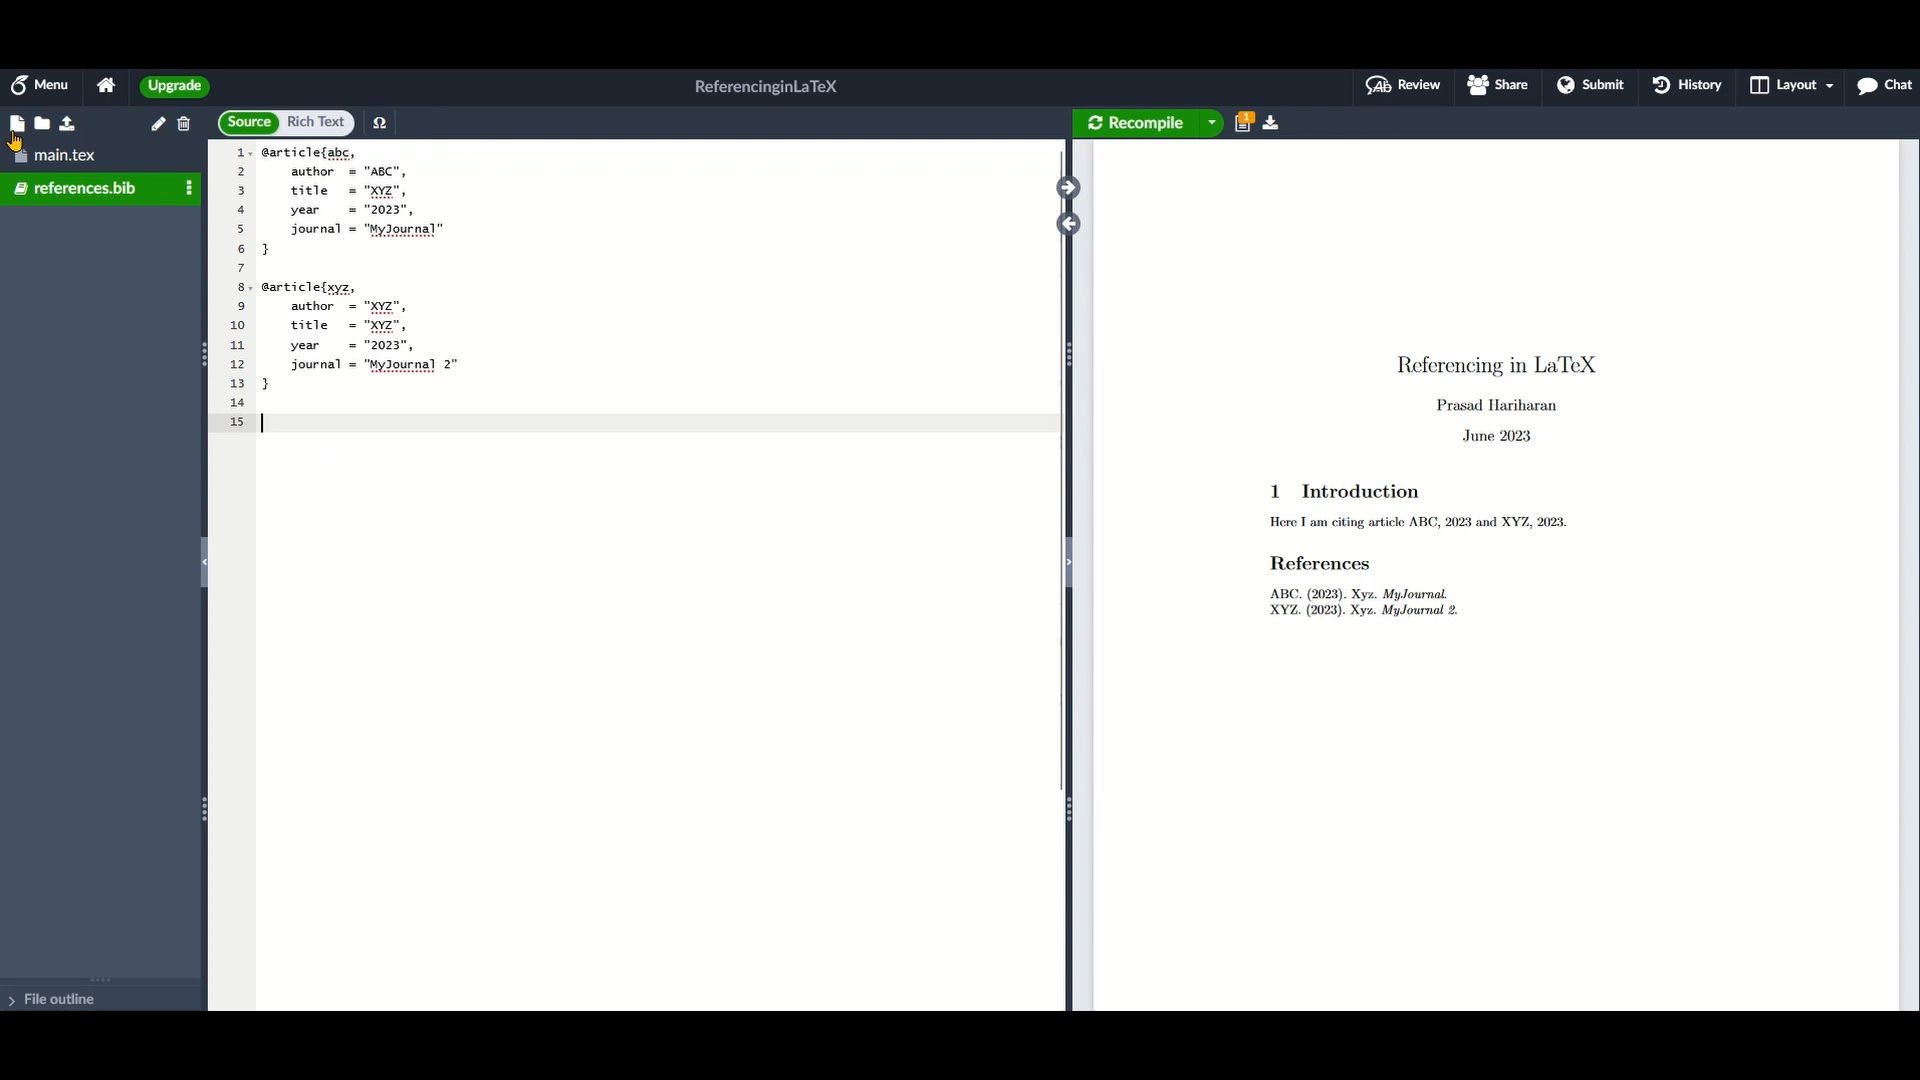 Menu
Upgrade
ReferencinginLaTeX
Review
Share
Submit
History
Layout
Chat
Source
Rich Text
Ω
Recompile
1
main.tex
references.bib
1 @article{abc,
2 author = "ABC",
3 title = "XYZ",
4 year = "2023",
5 journal = "MyJournal"
6 }
7
8 @article{xyz,
9 author = "XYZ",
10 title = "XYZ",
11 year = "2023",
12 journal = "MyJournal 2"
13 }
14
15
Referencing in LaTeX
Prasad Hariharan
June 2023
1 Introduction
Here I am citing article ABC, 2023 and XYZ, 2023.
References
ABC. (2023). Xyz. MyJournal.
XYZ. (2023). Xyz. MyJournal 2.
File outline